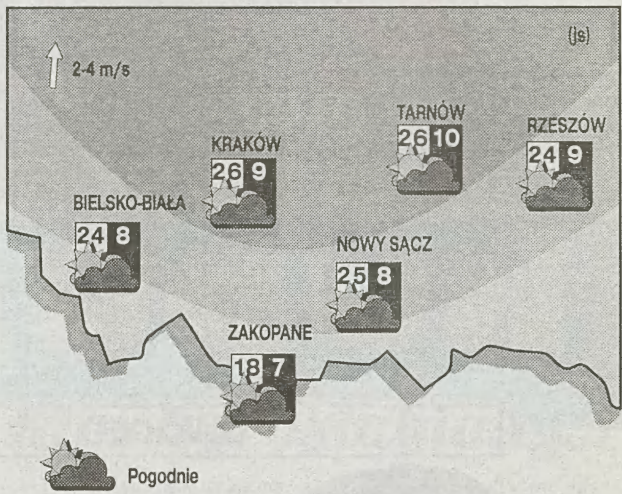 (js)
2-4 m/s
TARNÓW
26 10
RZESZÓW
24 9
KRAKÓW
26 9
BIELSKO-BIAŁA
24 8
NOWY SĄCZ
25 8
ZAKOPANE
18 7
Pogodnie